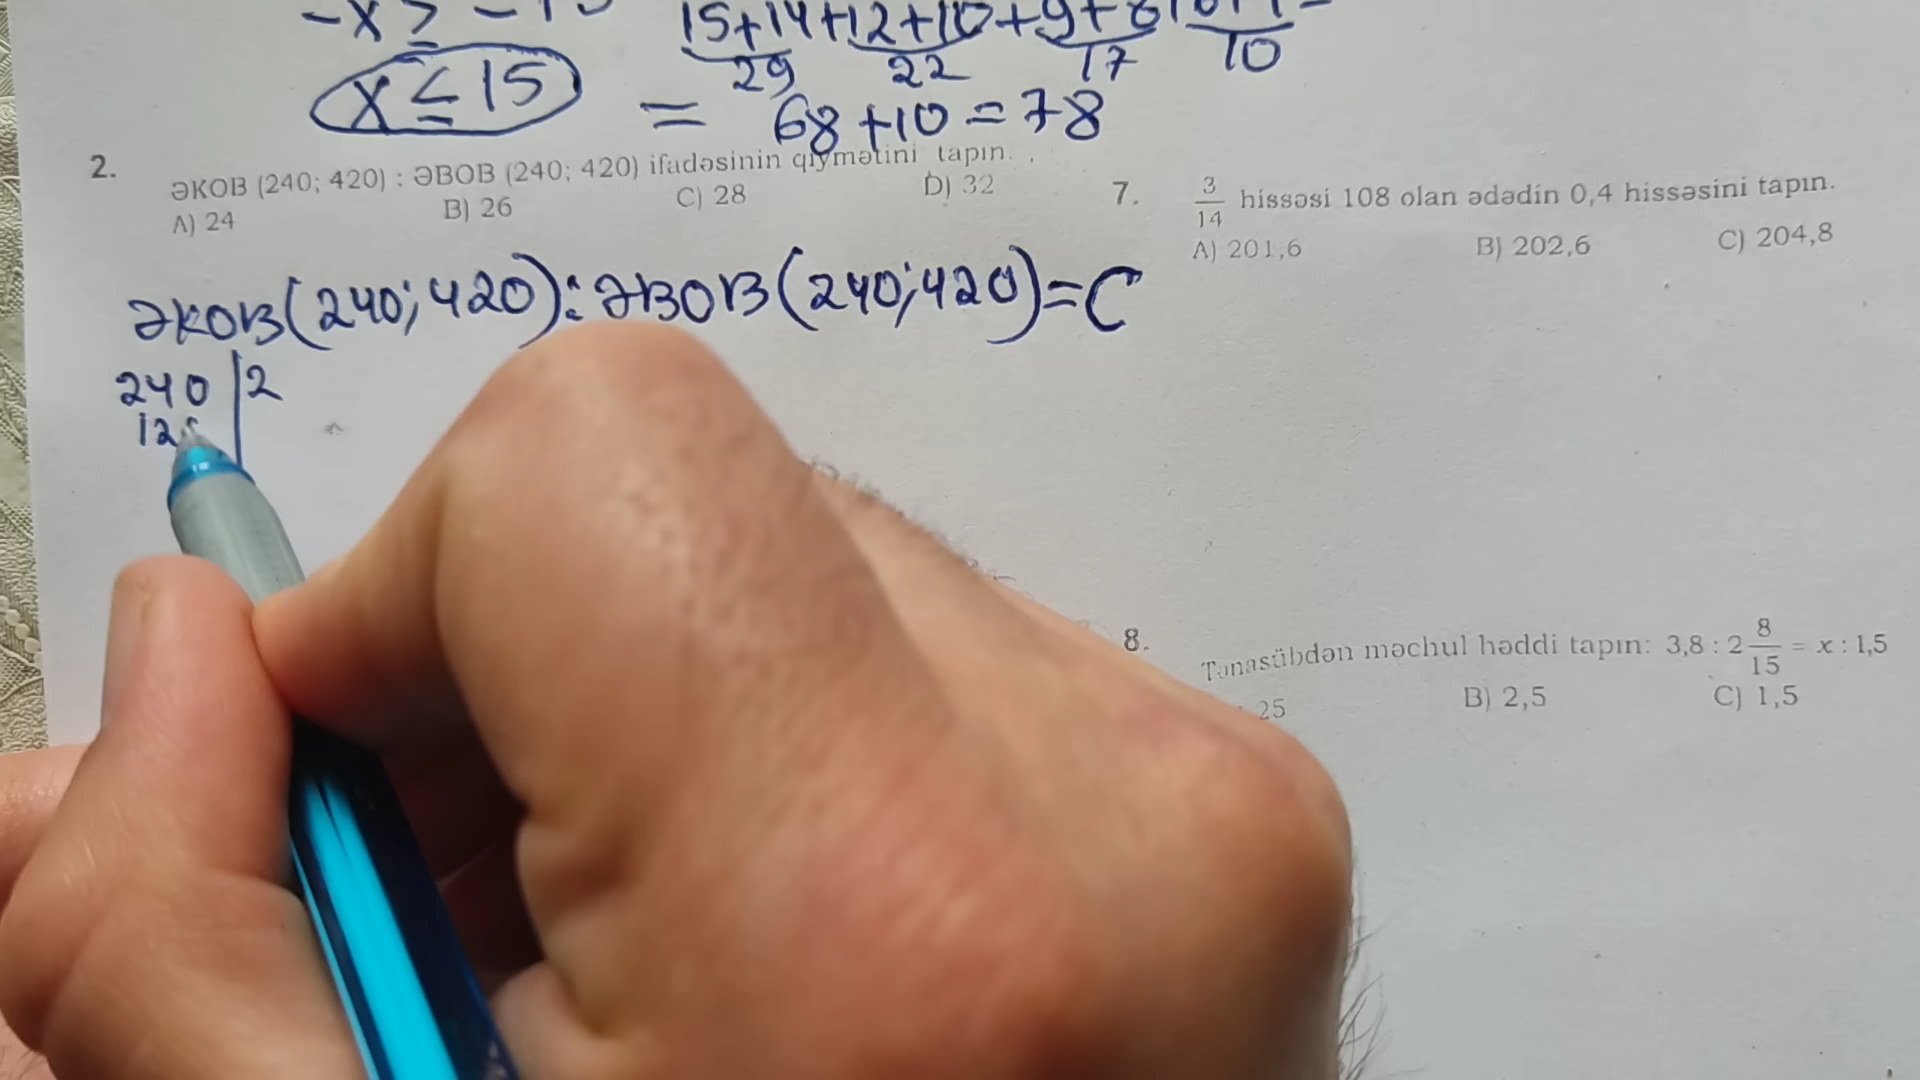 -x ≥ -15
15+14+12+10+9+8
29 22 17 10
x ≤ 15
= 68+10=78
2. ƏKOB (240; 420) : ƏBOB (240; 420) ifadəsinin qiymətini tapın.
A) 24 B) 26 C) 28 D) 32
ƏKOB(240;420):ƏBOB(240;420)=C
240 | 2
12
7. 3/14 hissəsi 108 olan ədədin 0,4 hissəsini tapın.
A) 201,6 B) 202,6 C) 204,8
8. Tənasübdən məchul həddi tapın: 3,8 : 2 8/15 = x : 1,5
25 B) 2,5 C) 1,5